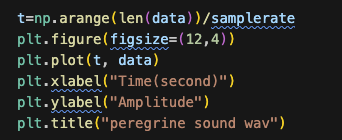 t=np.arange(len(data))/samplerate
plt.figure(figsize=(12,4))
plt.plot(t, data)
plt.xlabel("Time(second)")
plt.ylabel("Amplitude")
plt.title("peregrine sound wav")